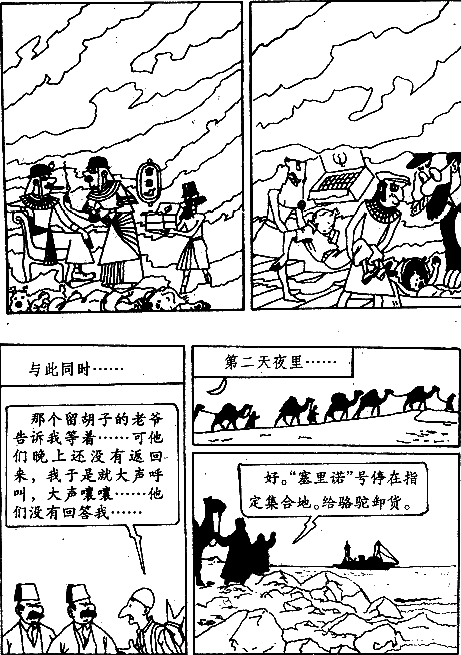 与此同时……
那个留胡子的老爷
告诉我等着……可他
们晚上还没有返回
来，我于是就大声呼
叫，大声嚷嚷……他
们没有回答我……
第二天夜里……
好。“塞里诺”号停在指
定集合地。给骆驼卸货。